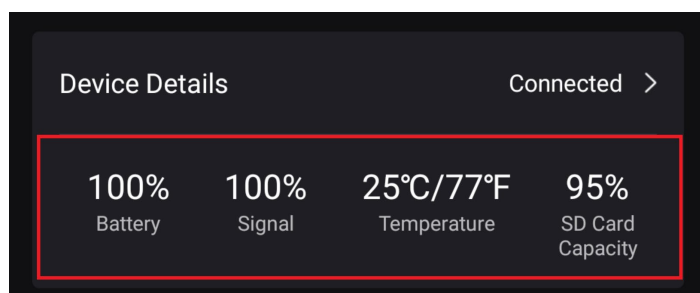 Device Details Connected >
100% 100% 25℃/77℉ 95%
Battery Signal Temperature SD Card
Capacity